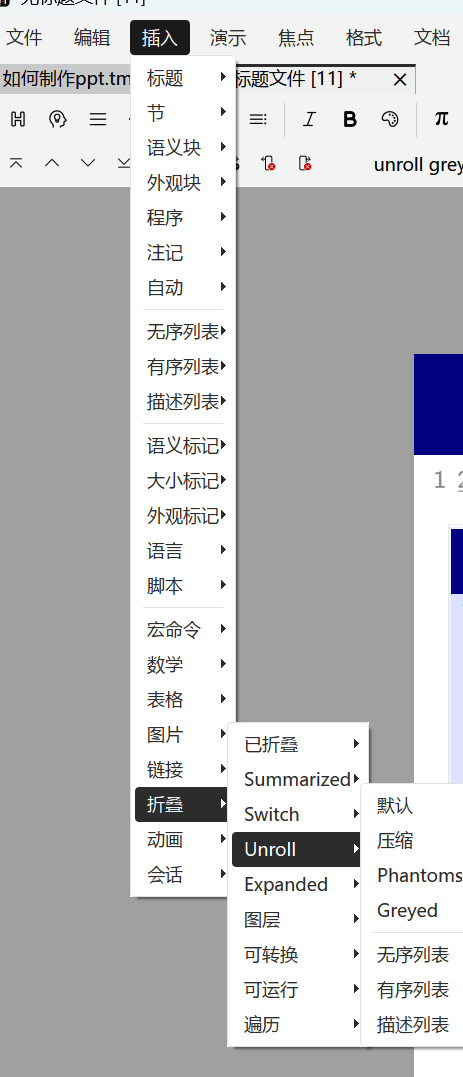 无标题文件 [11]
文件 编辑 插入 演示 焦点 格式 文档
如何制作ppt.tm 标题文件 [11] *
unroll grey
标题
节
语义块
外观块
程序
注记
自动
无序列表
有序列表
描述列表
语义标记
大小标记
外观标记
语言
脚本
宏命令
数学
表格
图片
链接
折叠
动画
会话
已折叠
Summarized
Switch
Unroll
Expanded
图层
可转换
可运行
遍历
默认
压缩
Phantoms
Greyed
无序列表
有序列表
描述列表
1 2